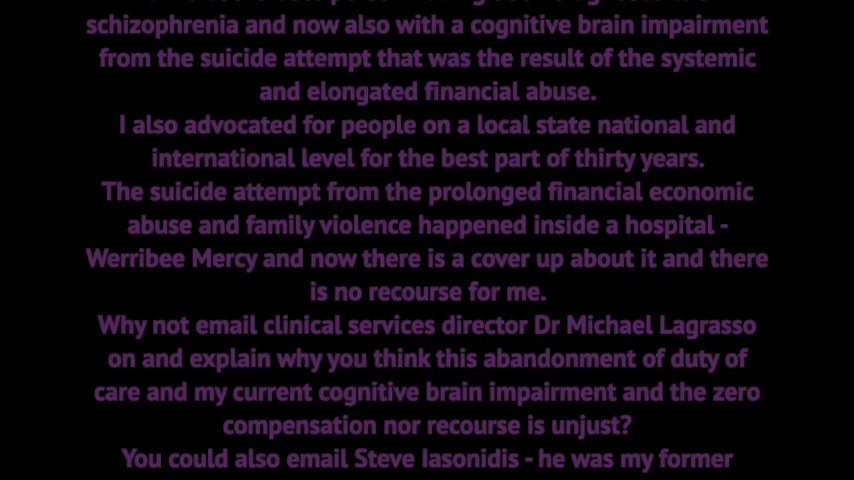 schizophrenia and now also with a cognitive brain impairment
from the suicide attempt that was the result of the systemic
and elongated financial abuse.
I also advocated for people on a local state national and
international level for the best part of thirty years.
The suicide attempt from the prolonged financial economic
abuse and family violence happened inside a hospital -
Werribee Mercy and now there is a cover up about it and there
is no recourse for me.
Why not email clinical services director Dr Michael Lagrasso
on and explain why you think this abandonment of duty of
care and my current cognitive brain impairment and the zero
compensation nor recourse is unjust?
You could also email Steve Iasonidis - he was my former